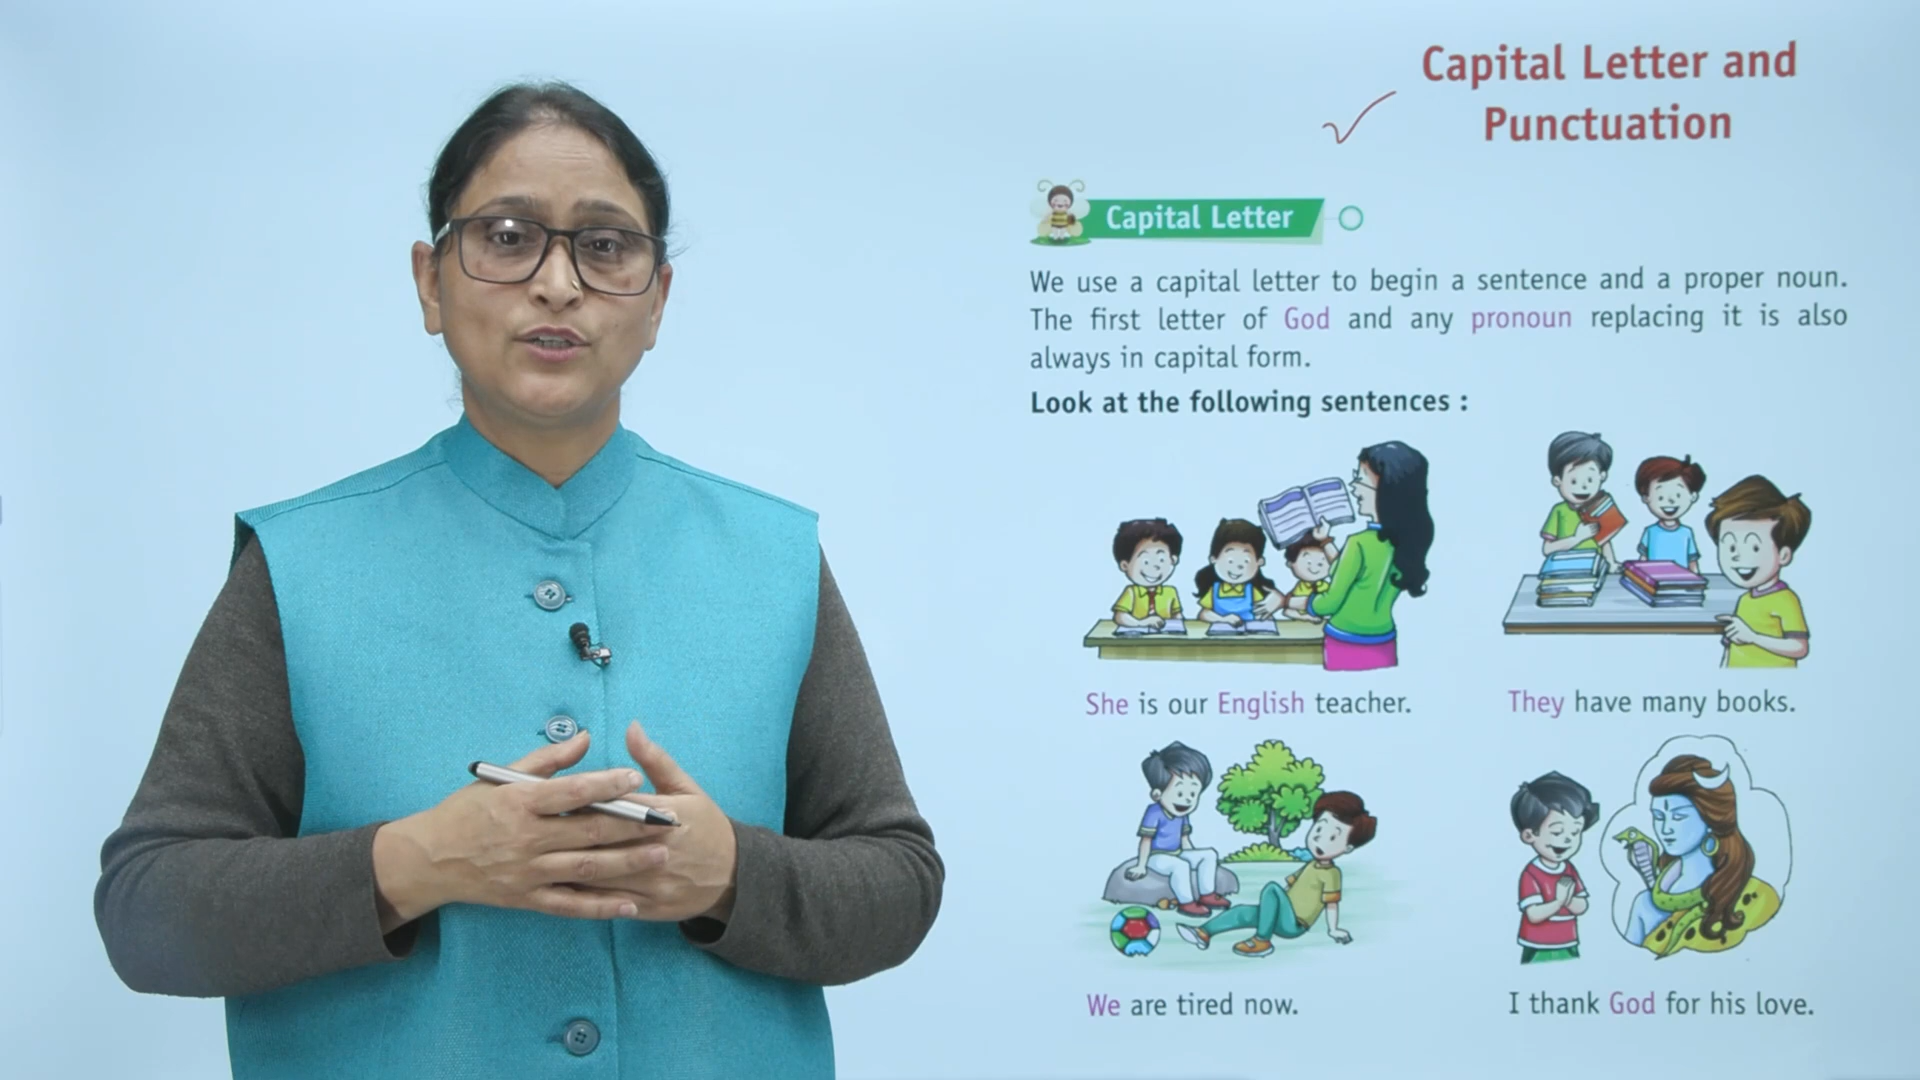 Capital Letter and
Punctuation
Capital Letter
We use a capital letter to begin a sentence and a proper noun.
The first letter of God and any pronoun replacing it is also
always in capital form.
Look at the following sentences :
She is our English teacher.
They have many books.
We are tired now.
I thank God for his love.